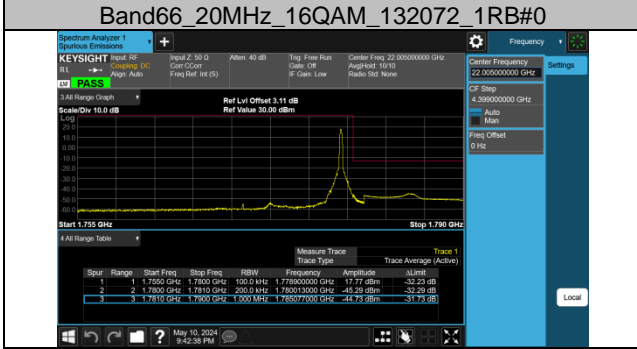 Band66_20MHz_16QAM_132072_1RB#0
Spectrum Analyzer 1
Spurious Emissions
Frequency
KEYSIGHT
Input: RF
Input Z: 50 Ω
Atten: 40 dB
Trig: Free Run
Center Freq: 22.005000000 GHz
RL
Coupling: DC
Corr CCorr
Gate: Off
Avg|Hold: 10/10
Align: Auto
Freq Ref: Int (S)
IF Gain: Low
Radio Std: None
LW
PASS
Center Frequency
22.005000000 GHz
Settings
CF Step
4.399000000 GHz
Auto
Man
Freq Offset
0 Hz
Local
3 All Range Graph
Ref Lvl Offset 3.11 dB
Scale/Div 10.0 dB
Ref Value 30.00 dBm
Log
20.0
10.0
0.00
-10.0
-20.0
-30.0
-40.0
-50.0
-60.0
Start 1.755 GHz
Stop 1.790 GHz
4 All Range Table
Measure Trace Trace 1
Trace Type Trace Average (Active)
Spur Range Start Freq Stop Freq RBW Frequency Amplitude ΔLimit
1 1 1.7550 GHz 1.7800 GHz 100.0 kHz 1.778900000 GHz 17.77 dBm -32.23 dB
2 2 1.7800 GHz 1.7810 GHz 200.0 kHz 1.780013000 GHz -45.29 dBm -32.29 dB
3 3 1.7810 GHz 1.7900 GHz 1.000 MHz 1.785077000 GHz -44.73 dBm -31.73 dB
May 10, 2024
9:42:38 PM